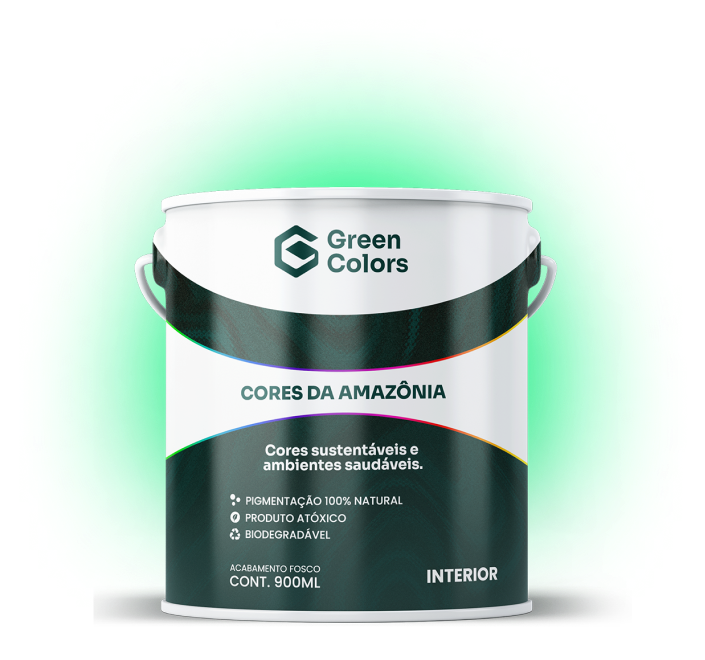 Green
Colors
CORES DA AMAZÔNIA
Cores sustentáveis e
ambientes saudáveis.
PIGMENTAÇÃO 100% NATURAL
PRODUTO ATÓXICO
BIODEGRADÁVEL
ACABAMENTO FOSCO
CONT. 900ML
INTERIOR